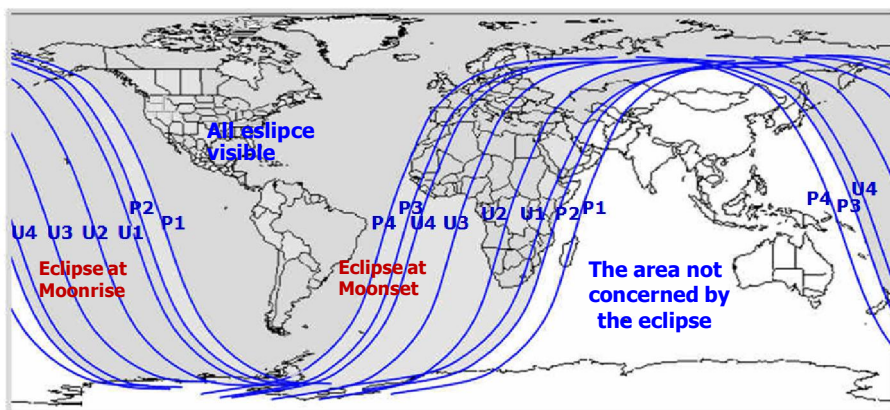 All eslipce
visible
P2
P1
U4 U3 U2 U1
P3
P4 U4 U3 U2 U1 P2 P1
U4
P4 P3
Eclipse at
Moonrise
Eclipse at
Moonset
The area not
concerned by
the eclipse